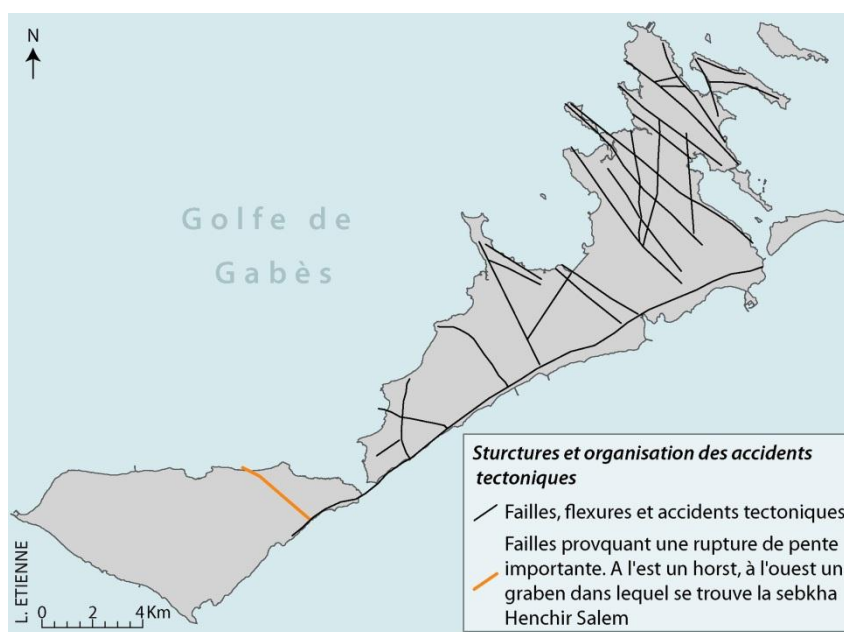 N
Golfe de
Gabès
Sturctures et organisation des accidents
tectoniques
Failles, flexures et accidents tectoniques
Failles provquant une rupture de pente
importante. A l'est un horst, à l'ouest un
graben dans lequel se trouve la sebkha
Henchir Salem
L. ETIENNE
0 2 4 Km